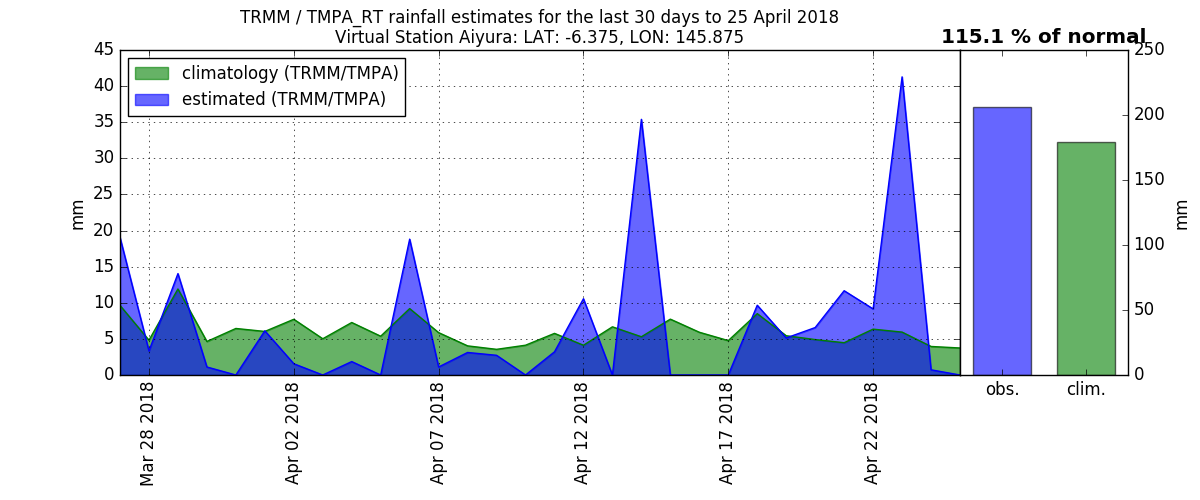 TRMM / TMPA_RT rainfall estimates for the last 30 days to 25 April 2018
Virtual Station Aiyura: LAT: -6.375, LON: 145.875
115.1 % of normal
climatology (TRMM/TMPA)
estimated (TRMM/TMPA)
mm
45
40
35
30
25
20
15
10
5
0
Mar 28 2018
Apr 02 2018
Apr 07 2018
Apr 12 2018
Apr 17 2018
Apr 22 2018
obs.
clim.
250
200
150
100
50
0
mm